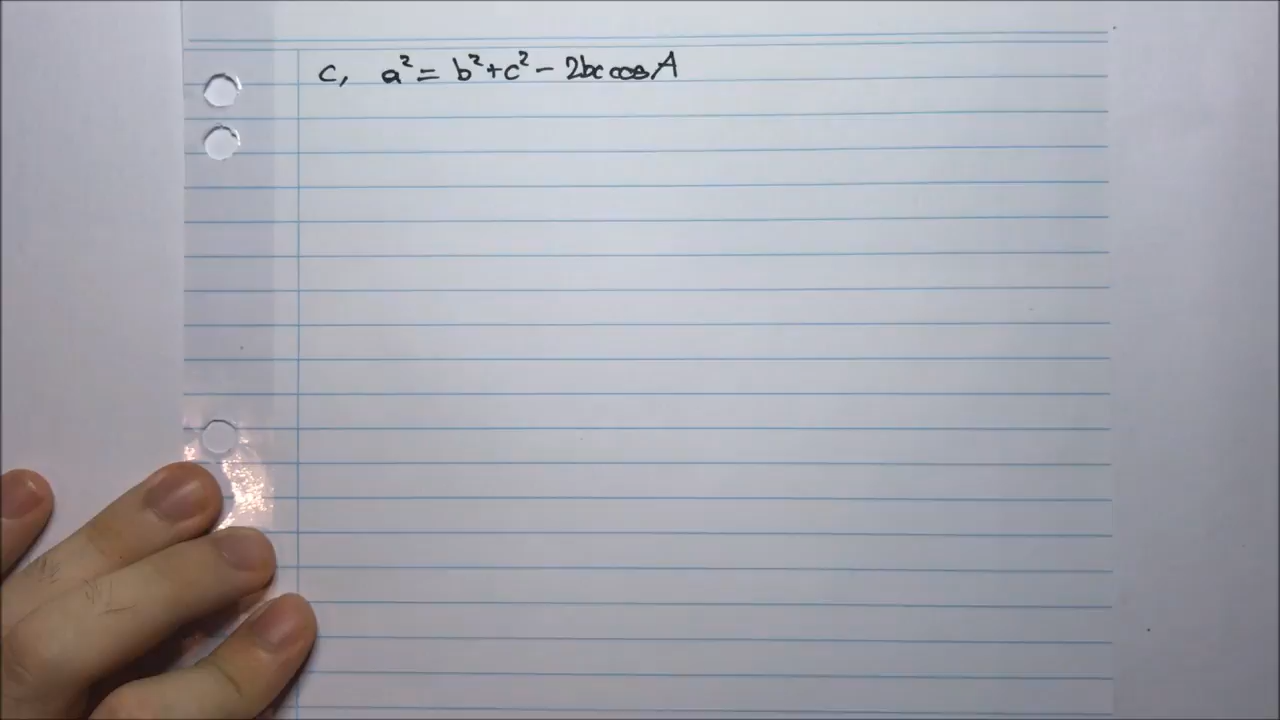 c, a² = b² + c² - 2bc cos A